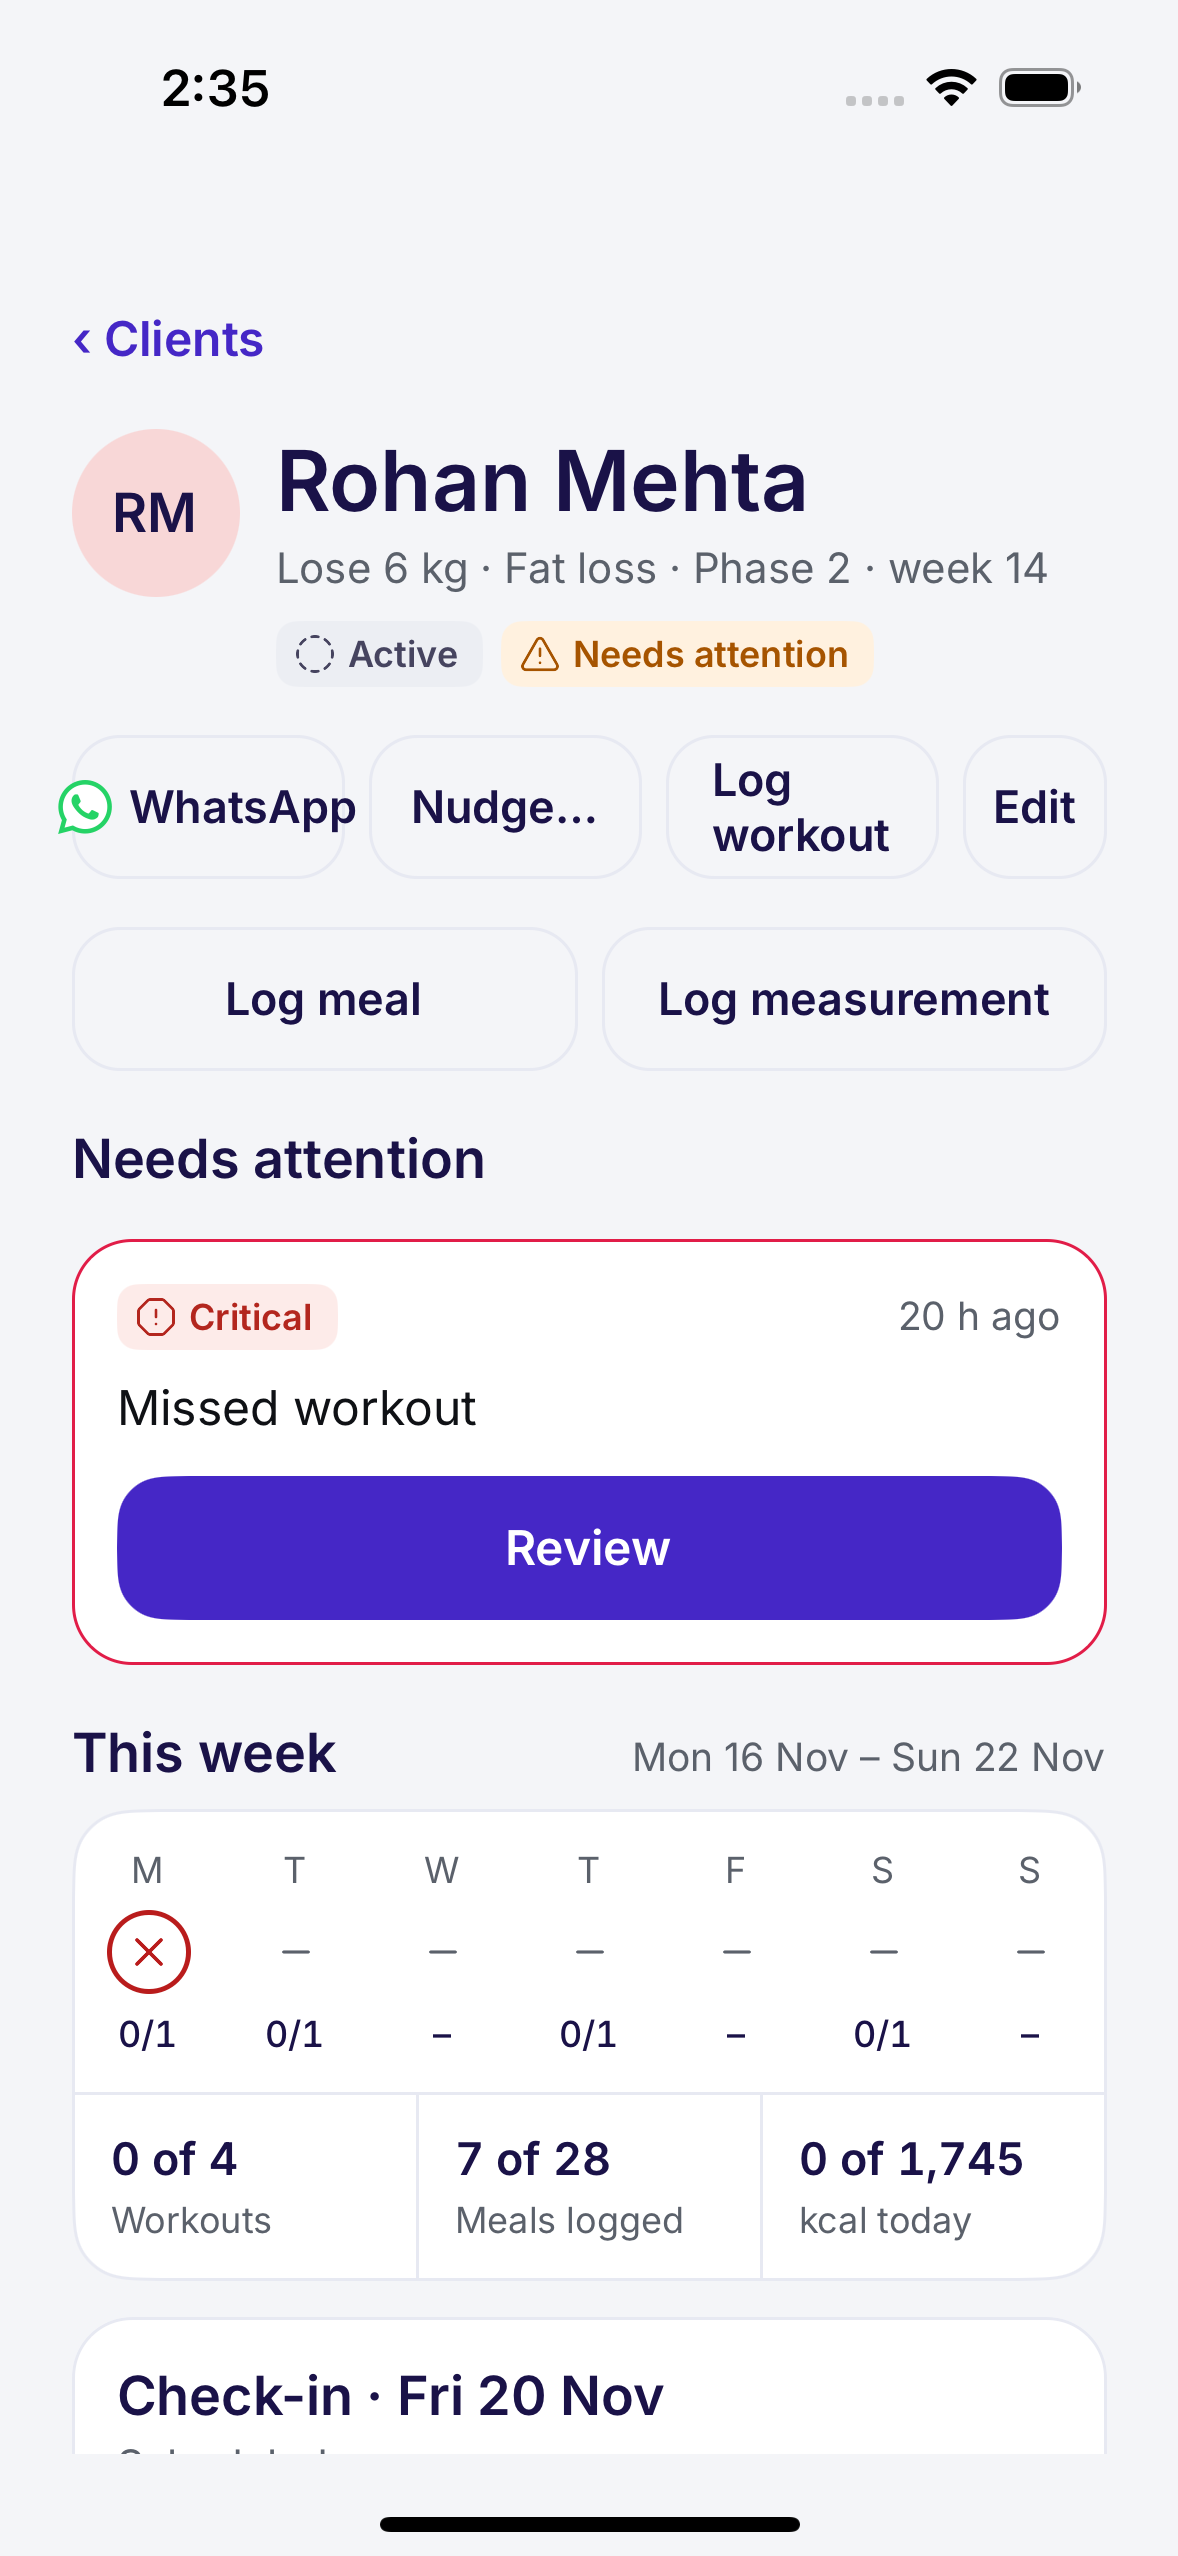 2:35
‹ Clients
RM
Rohan Mehta
Lose 6 kg · Fat loss · Phase 2 · week 14
Active
Needs attention
WhatsApp
Nudge...
Log
workout
Edit
Log meal
Log measurement
Needs attention
Critical
20 h ago
Missed workout
Review
This week
Mon 16 Nov – Sun 22 Nov
M T W T F S S
– – – – – –
0/1 0/1 – 0/1 – 0/1 –
0 of 4
Workouts
7 of 28
Meals logged
0 of 1,745
kcal today
Check-in · Fri 20 Nov